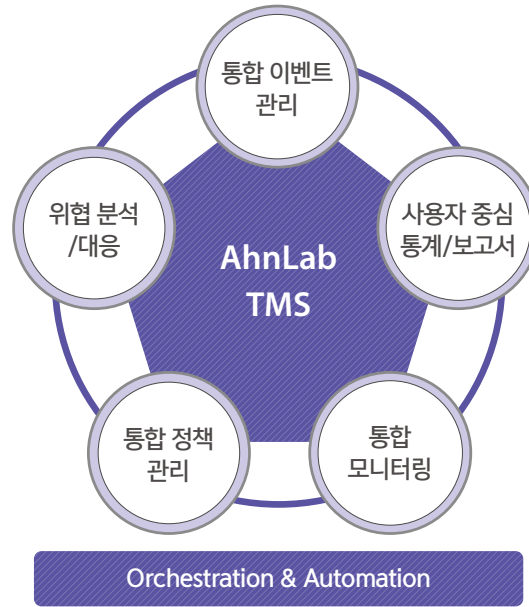 통합 이벤트
관리
위협 분석
/대응
사용자 중심
통계/보고서
AhnLab
TMS
통합 정책
관리
통합
모니터링
Orchestration & Automation